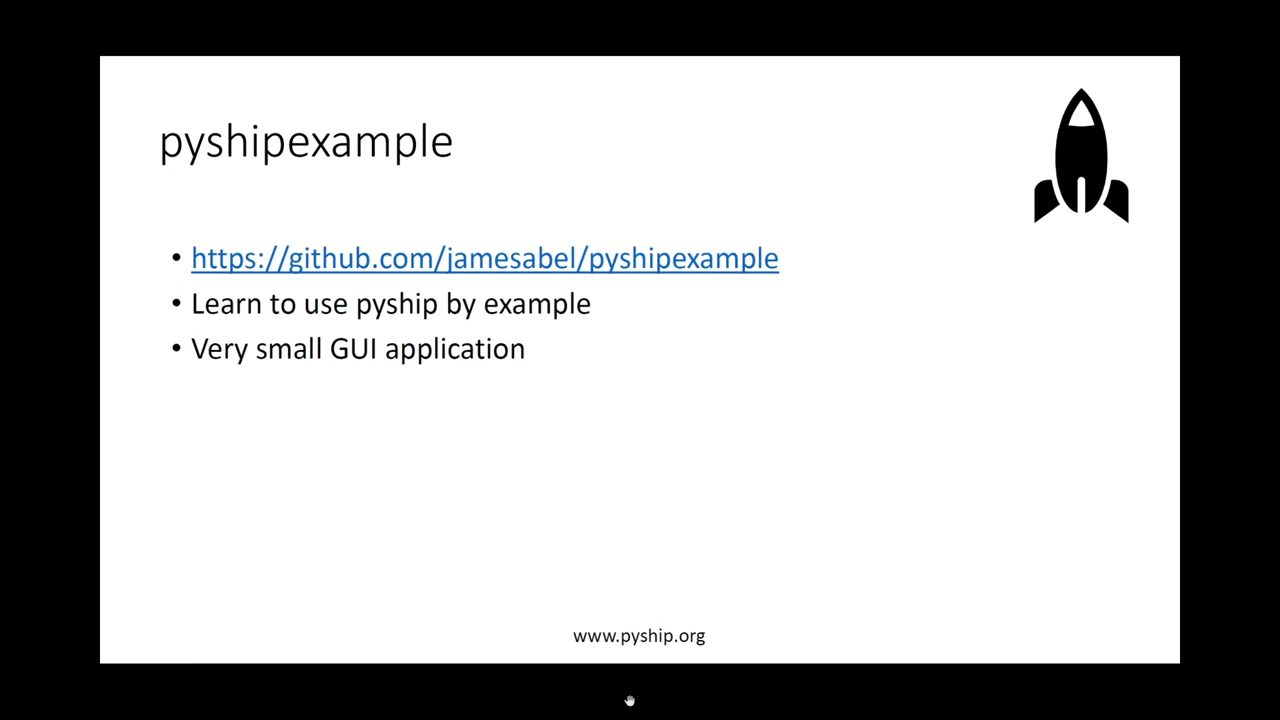 pyshipexample
• https://github.com/jamesabel/pyshipexample
• Learn to use pyship by example
• Very small GUI application
www.pyship.org